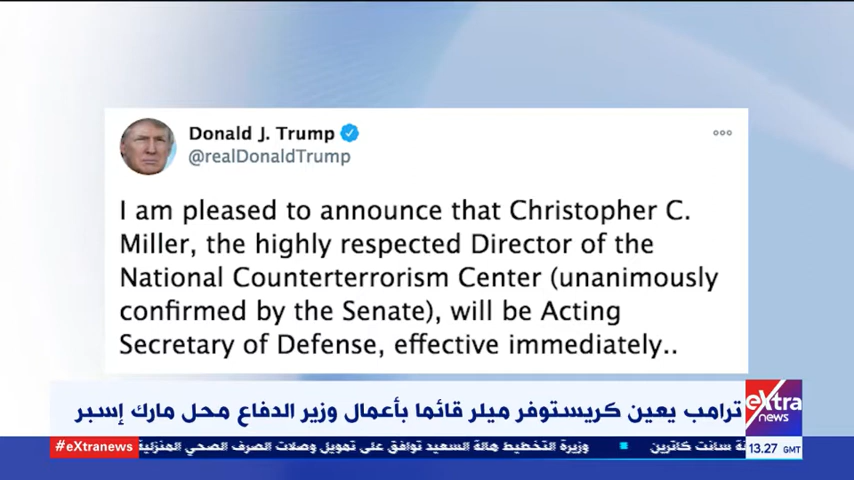 Donald J. Trump
@realDonaldTrump
I am pleased to announce that Christopher C.
Miller, the highly respected Director of the
National Counterterrorism Center (unanimously
confirmed by the Senate), will be Acting
Secretary of Defense, effective immediately..
ترامب يعين كريستوفر ميلر قائما بأعمال وزير الدفاع محل مارك إسبر
eXtra
news
#eXtranews
سانت كاترين
وزيرة التخطيط هالة السعيد توافق على تمويل وصلات الصرف الصحي المنزلية
13.27 GMT